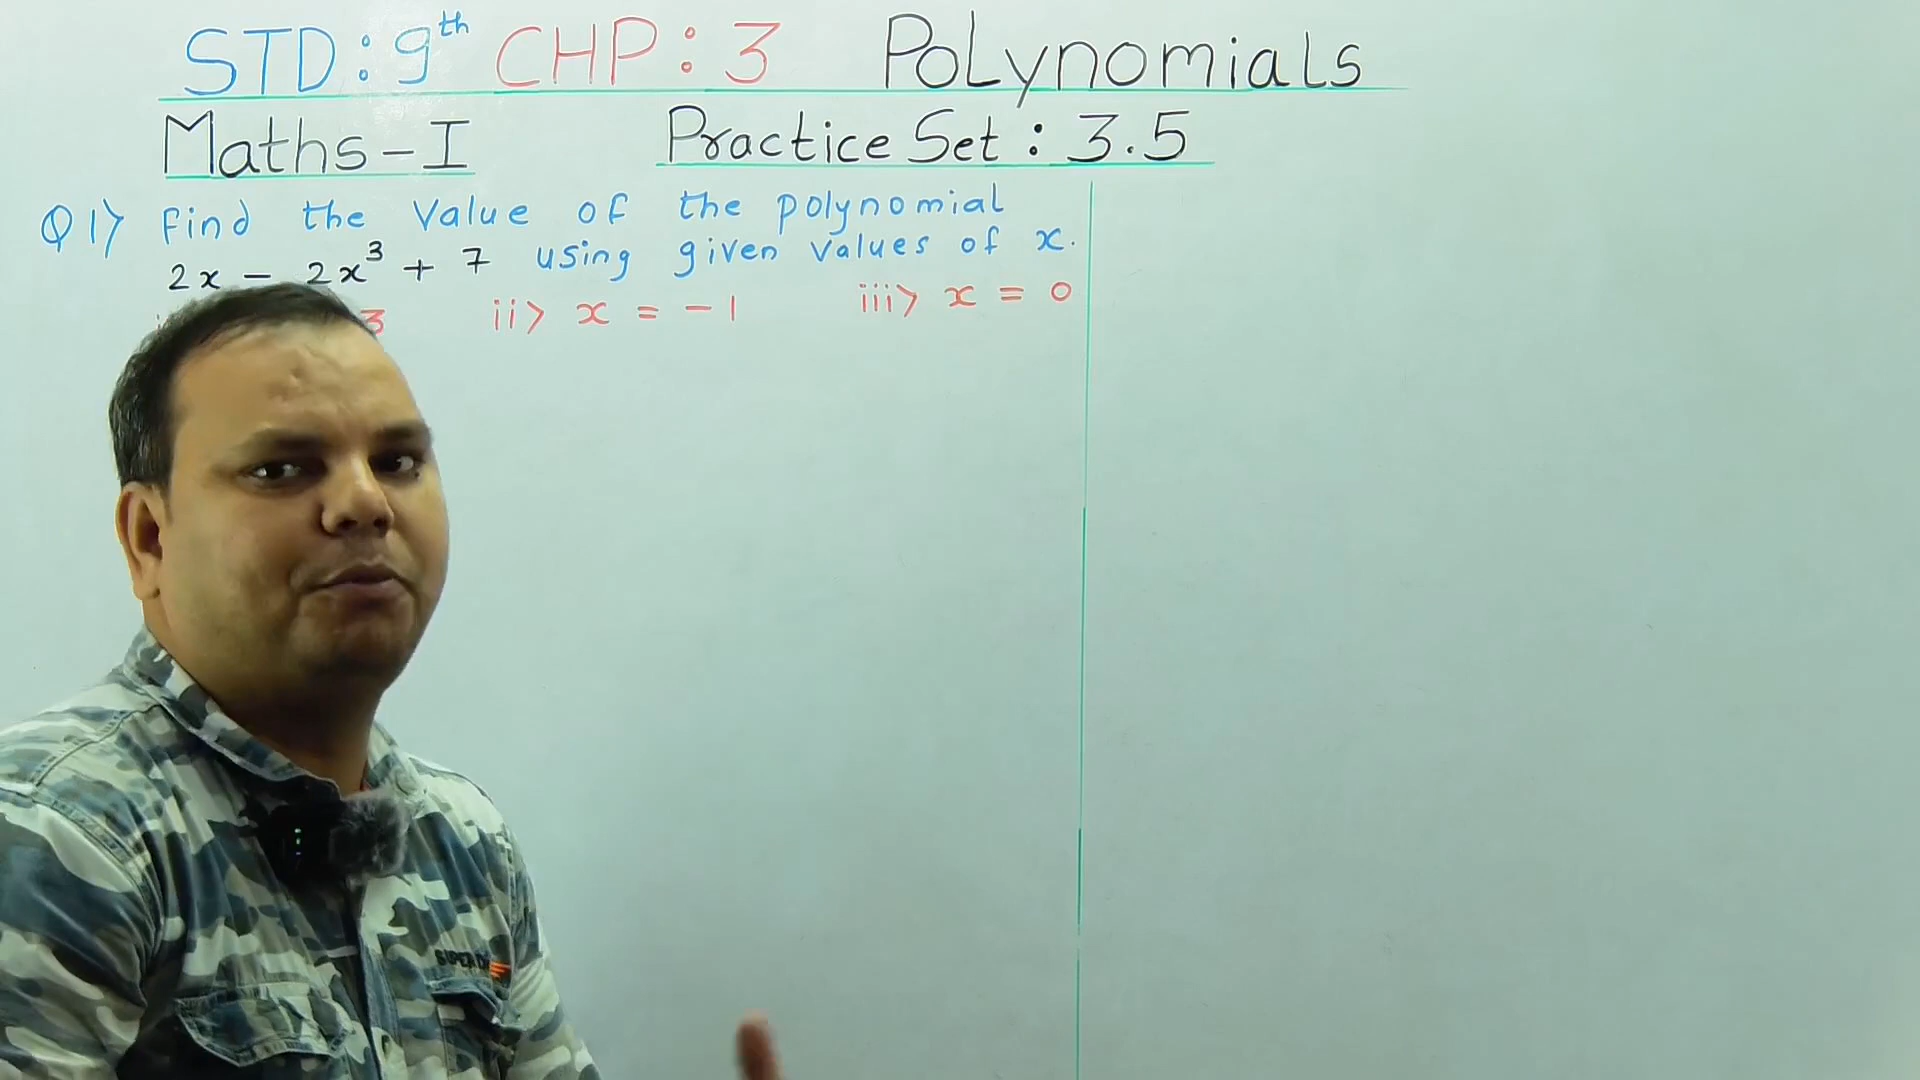 STD : 9th CHP : 3 PoLynomials
Maths-I Practice Set : 3.5
Q1> Find the Value of the polynomial
2x - 2x³ + 7 using given values of x.
3 ii> x = -1 iii> x = 0